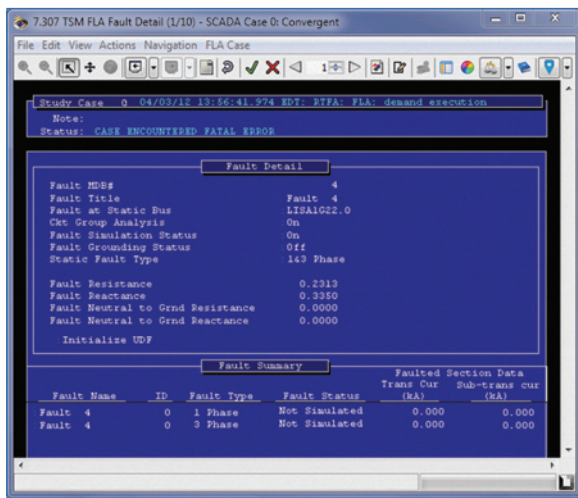 7.307 TSM FLA Fault Detail (1/10) - SCADA Case 0: Convergent
File Edit View Actions Navigation FLA Case
1
Study Case 0 04/03/12 13:56:41.974 EDT: RTFA: FLA: demand execution
Note:
Status: CASE ENCOUNTERED FATAL ERROR
Fault Detail
Fault MDB# 4
Fault Title Fault 4
Fault at Static Bus LISA1G22.0
Ckt Group Analysis On
Fault Simulation Status On
Fault Grounding Status Off
Static Fault Type 1&3 Phase
Fault Resistance 0.2313
Fault Reactance 0.3350
Fault Neutral to Grnd Resistance 0.0000
Fault Neutral to Grnd Reactance 0.0000
Initialize UDF
Fault Summary
Faulted Section Data
Trans Cur Sub-trans cur
Fault Name ID Fault Type Fault Status (kA) (kA)
Fault 4 0 1 Phase Not Simulated 0.000 0.000
Fault 4 0 3 Phase Not Simulated 0.000 0.000